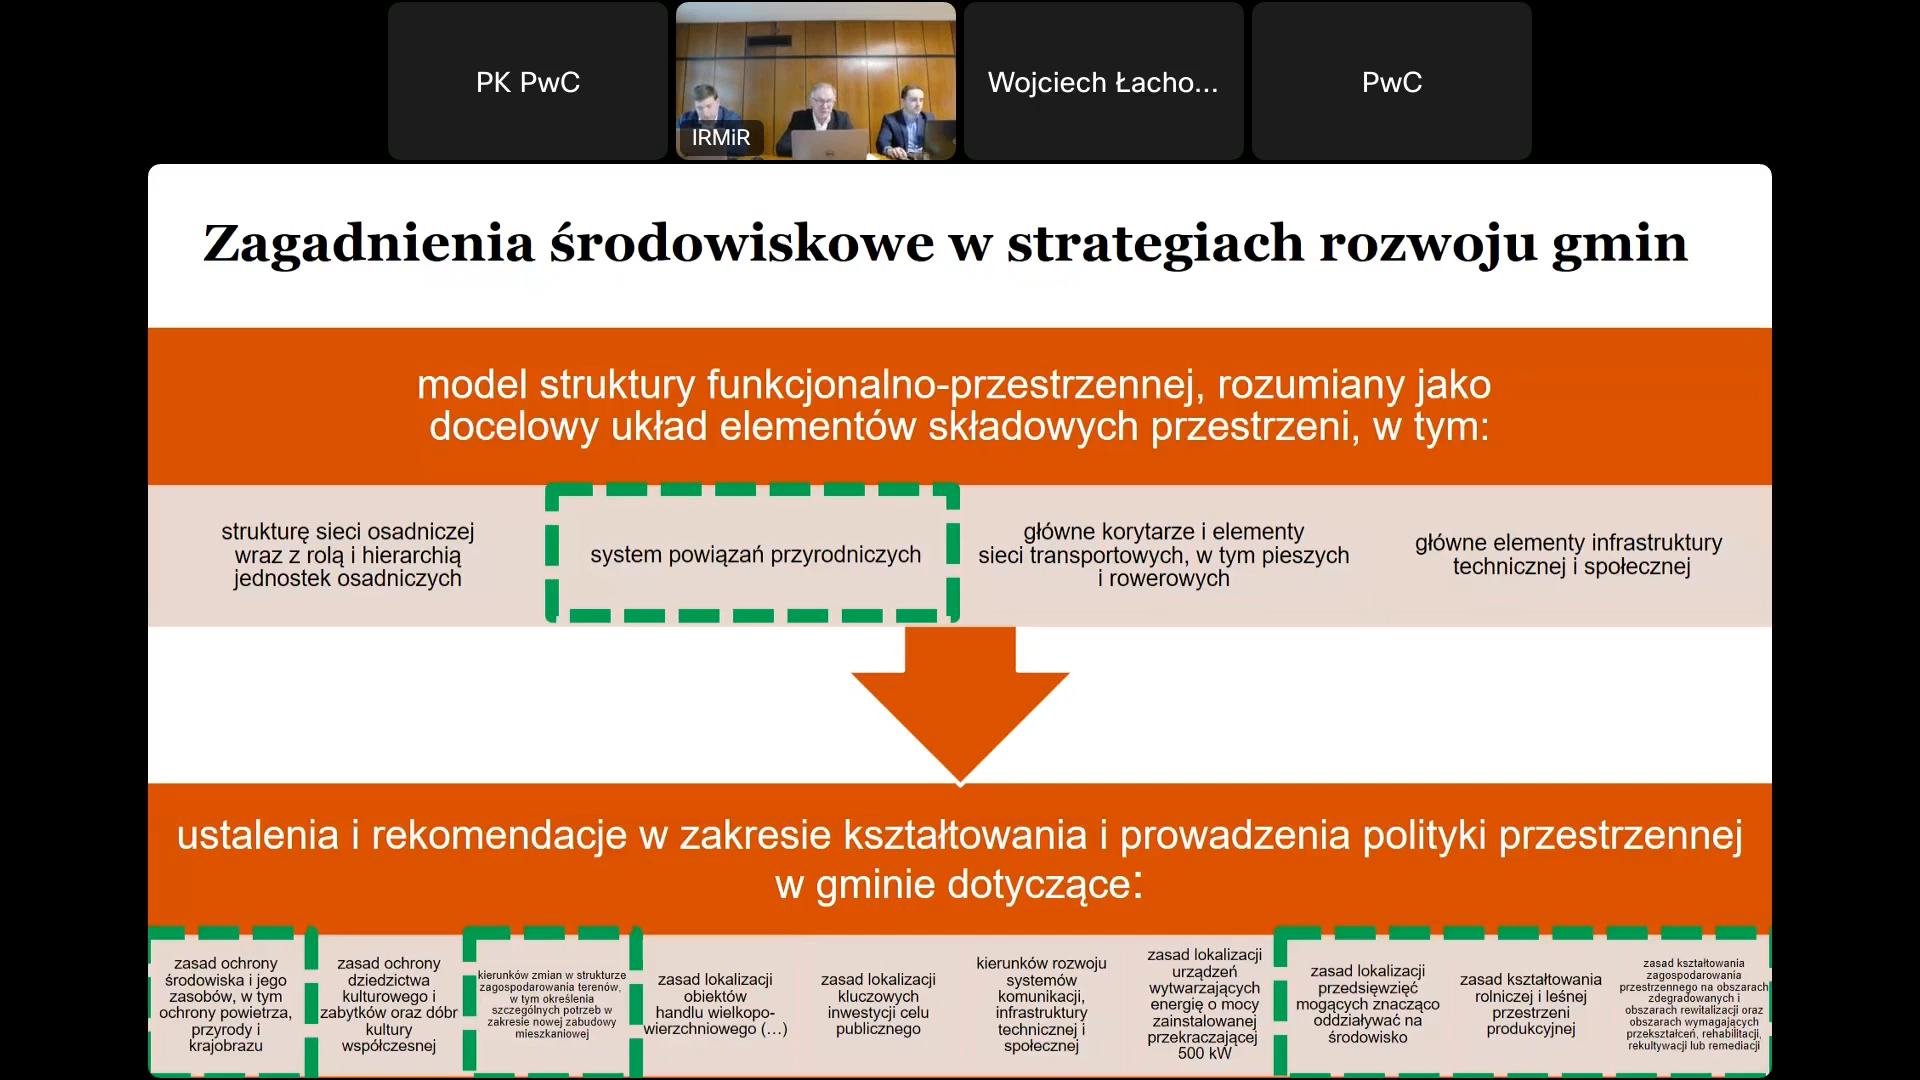 PK PwC
IRMiR
Wojciech Łacho...
PwC
Zagadnienia środowiskowe w strategiach rozwoju gmin
model struktury funkcjonalno-przestrzennej, rozumiany jako
docelowy układ elementów składowych przestrzeni, w tym:
strukturę sieci osadniczej
wraz z rolą i hierarchią
jednostek osadniczych
system powiązań przyrodniczych
główne korytarze i elementy
sieci transportowych, w tym pieszych
i rowerowych
główne elementy infrastruktury
technicznej i społecznej
ustalenia i rekomendacje w zakresie kształtowania i prowadzenia polityki przestrzennej
w gminie dotyczące:
zasad ochrony
środowiska i jego
zasobów, w tym
ochrony powietrza,
przyrody i
krajobrazu
zasad ochrony
dziedzictwa
kulturowego i
zabytków oraz dóbr
kultury
współczesnej
kierunków zmian w strukturze
zagospodarowania terenów,
w tym określenia
szczególnych potrzeb w
zakresie nowej zabudowy
mieszkaniowej
zasad lokalizacji
obiektów
handlu wielkopo-
wierzchniowego (…)
zasad lokalizacji
kluczowych
inwestycji celu
publicznego
kierunków rozwoju
systemów
komunikacji,
infrastruktury
technicznej i
społecznej
zasad lokalizacji
urządzeń
wytwarzających
energię o mocy
zainstalowanej
przekraczającej
500 kW
zasad lokalizacji
przedsięwzięć
mogących znacząco
oddziaływać na
środowisko
zasad kształtowania
rolniczej i leśnej
przestrzeni
produkcyjnej
zasad kształtowania
zagospodarowania
przestrzennego na obszarach
zdegradowanych i
obszarach rewitalizacji oraz
obszarach wymagających
przekształceń, rehabilitacji,
rekultywacji lub remediacji